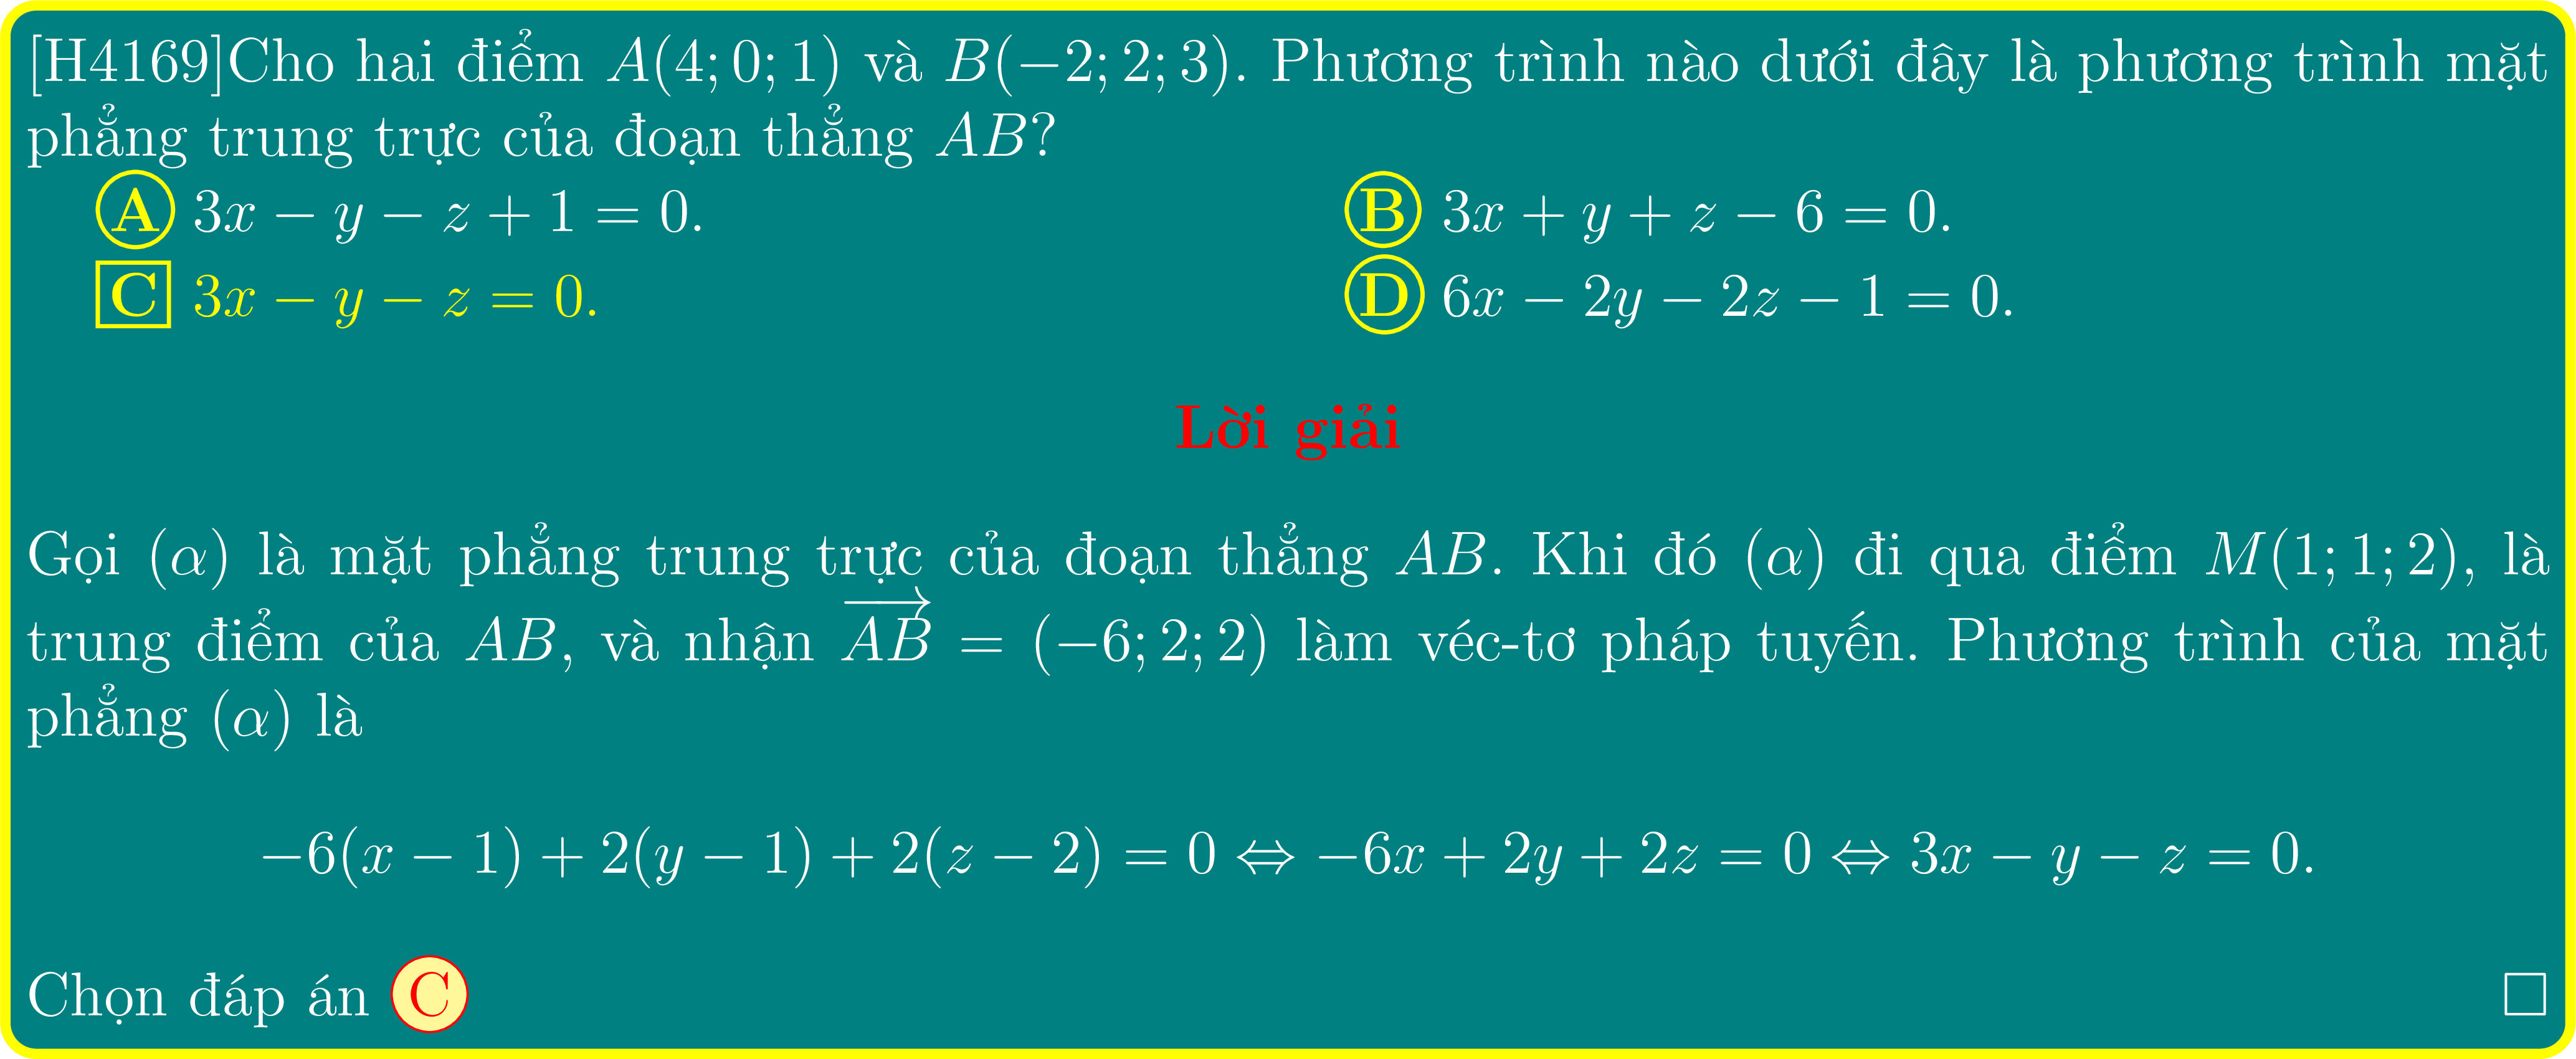 [H4169]Cho hai điểm A(4; 0; 1) và B(−2; 2; 3). Phương trình nào dưới đây là phương trình mặt
phẳng trung trực của đoạn thẳng AB?
A 3x − y − z + 1 = 0. B 3x + y + z − 6 = 0.
C 3x − y − z = 0. D 6x − 2y − 2z − 1 = 0.
Lời giải
Gọi (α) là mặt phẳng trung trực của đoạn thẳng AB. Khi đó (α) đi qua điểm M(1; 1; 2), là
trung điểm của AB, và nhận $\overrightarrow{AB}$ = (−6; 2; 2) làm véc-tơ pháp tuyến. Phương trình của mặt
phẳng (α) là
−6(x − 1) + 2(y − 1) + 2(z − 2) = 0 ⇔ −6x + 2y + 2z = 0 ⇔ 3x − y − z = 0.
Chọn đáp án C □